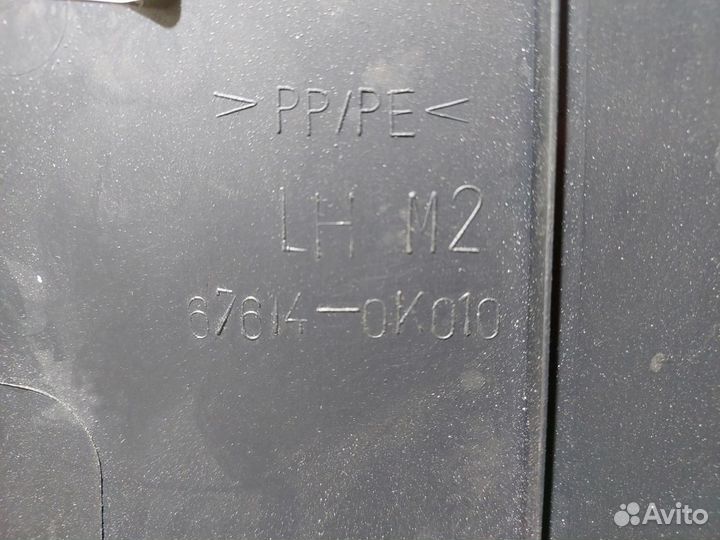 >PP/PE<
LH M2
67614-0K010
Avito